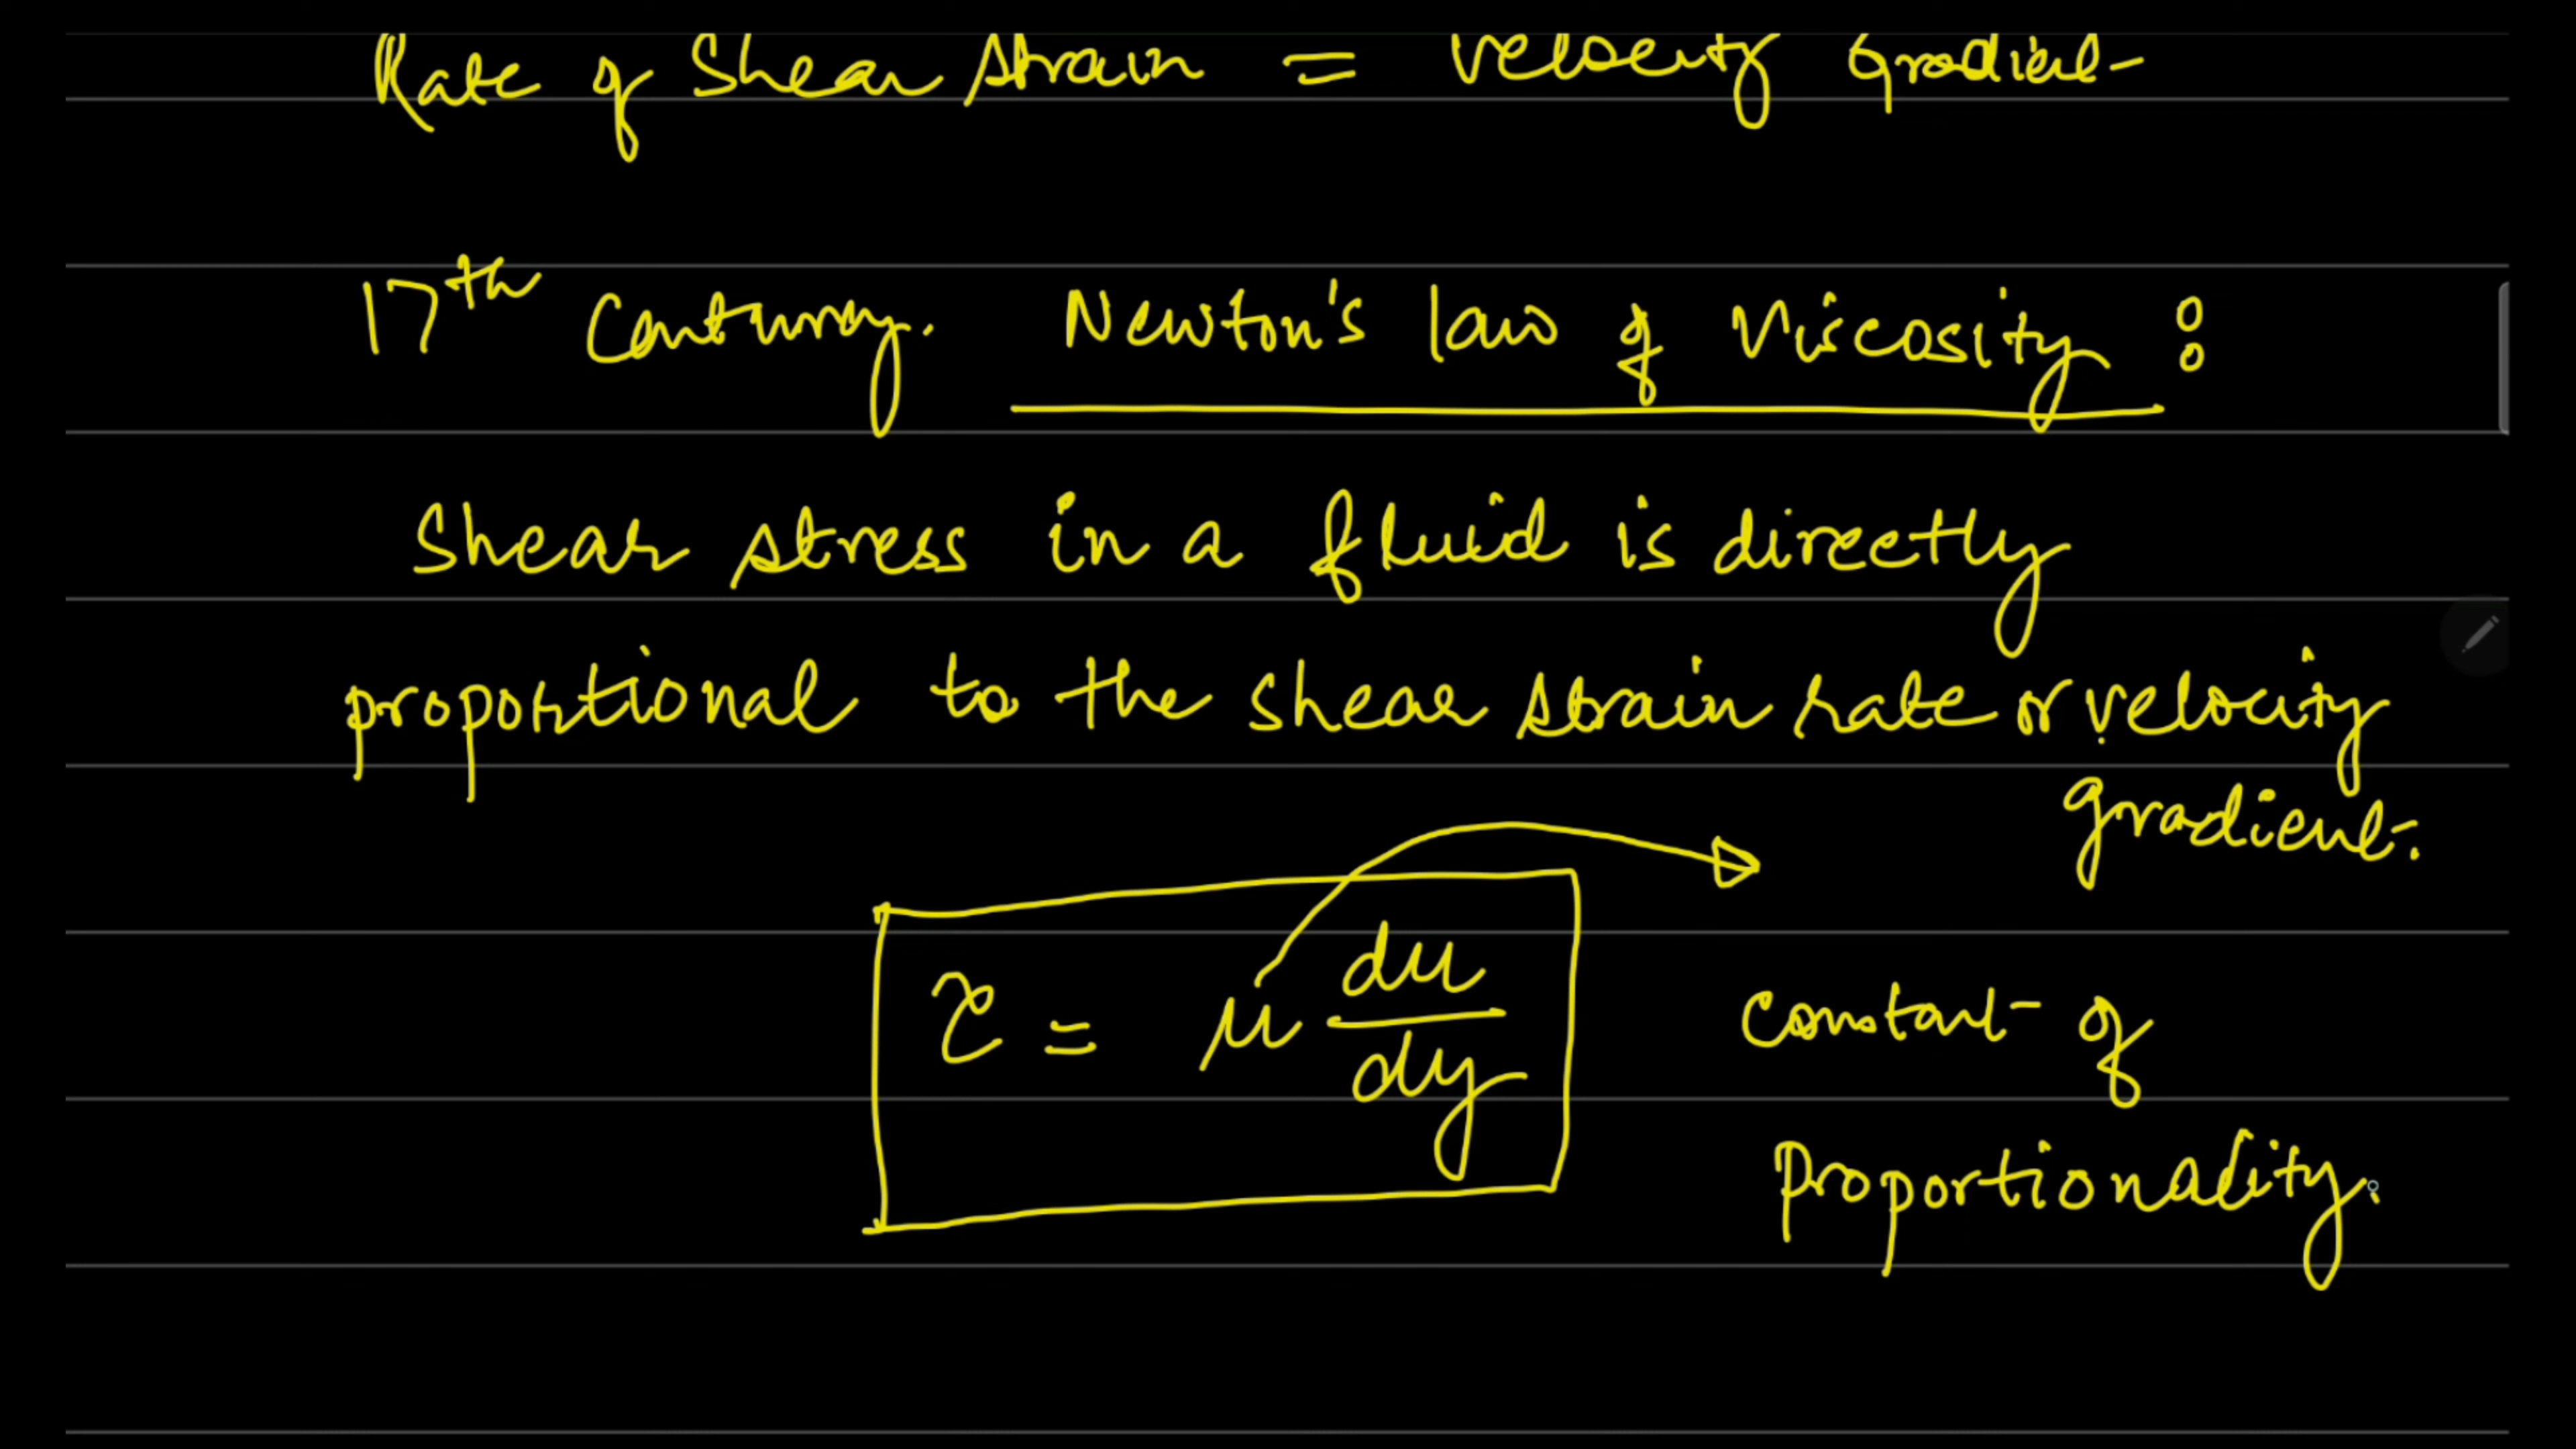 Rate of Shear strain = velocity Gradient
17th Century. Newton's law of Viscosity :
Shear stress in a fluid is directly
proportional to the shear strain rate or velocity
gradient.
τ = μ du/dy
constant of
proportionality.